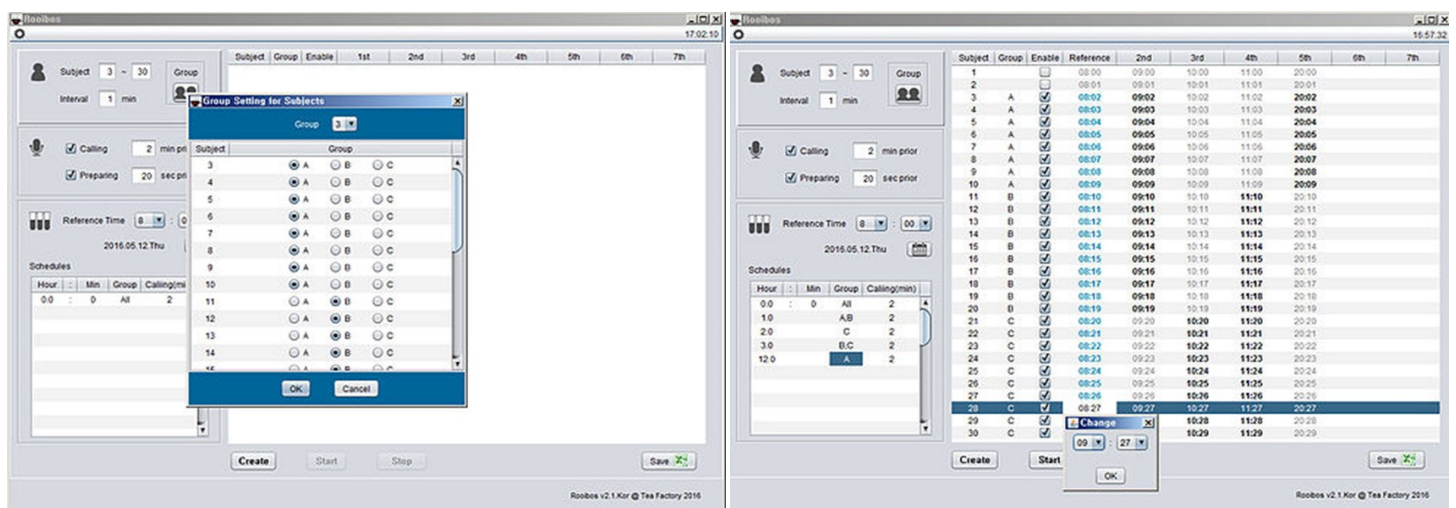 Rooibos
17:02:10
Subject 3 ~ 30 Group
Interval 1 min
Calling 2 min pri
Preparing 20 sec pri
Reference Time 8 : 0
2016.05.12.Thu
Schedules
Hour : Min Group Calling(mi
0.0 : 0 All 2
Subject Group Enable 1st 2nd 3rd 4th 5th 6th 7th
Group Setting for Subjects
Group 3
Subject Group
3 A B C
4 A B C
5 A B C
6 A B C
7 A B C
8 A B C
9 A B C
10 A B C
11 A B C
12 A B C
13 A B C
14 A B C
15 A B C
OK Cancel
Create Start Stop Save
Rooibos v2.1.Kor @ Tea Factory 2016
Rooibos
16:57:32
Subject 3 ~ 30 Group
Interval 1 min
Calling 2 min prior
Preparing 20 sec prior
Reference Time 8 : 00
2016.05.12.Thu
Schedules
Hour : Min Group Calling(min)
0.0 : 0 All 2
1.0 A,B 2
2.0 C 2
3.0 B,C 2
12.0 A 2
Subject Group Enable Reference 2nd 3rd 4th 5th 6th 7th
1 08:00 09:00 10:00 11:00 20:00
2 08:01 09:01 10:01 11:01 20:01
3 A 08:02 09:02 10:02 11:02 20:02
4 A 08:03 09:03 10:03 11:03 20:03
5 A 08:04 09:04 10:04 11:04 20:04
6 A 08:05 09:05 10:05 11:05 20:05
7 A 08:06 09:06 10:06 11:06 20:06
8 A 08:07 09:07 10:07 11:07 20:07
9 A 08:08 09:08 10:08 11:08 20:08
10 A 08:09 09:09 10:09 11:09 20:09
11 B 08:10 09:10 10:10 11:10 20:10
12 B 08:11 09:11 10:11 11:11 20:11
13 B 08:12 09:12 10:12 11:12 20:12
14 B 08:13 09:13 10:13 11:13 20:13
15 B 08:14 09:14 10:14 11:14 20:14
16 B 08:15 09:15 10:15 11:15 20:15
17 B 08:16 09:16 10:16 11:16 20:16
18 B 08:17 09:17 10:17 11:17 20:17
19 B 08:18 09:18 10:18 11:18 20:18
20 B 08:19 09:19 10:19 11:19 20:19
21 C 08:20 09:20 10:20 11:20 20:20
22 C 08:21 09:21 10:21 11:21 20:21
23 C 08:22 09:22 10:22 11:22 20:22
24 C 08:23 09:23 10:23 11:23 20:23
25 C 08:24 09:24 10:24 11:24 20:24
26 C 08:25 09:25 10:25 11:25 20:25
27 C 08:26 09:26 10:26 11:26 20:26
28 C 08:27 09:27 10:27 11:27 20:27
29 C 10:28 11:28 20:28
30 C 10:29 11:29 20:29
Change
09 : 27
OK
Create Start Save
Rooibos v2.1.Kor @ Tea Factory 2016